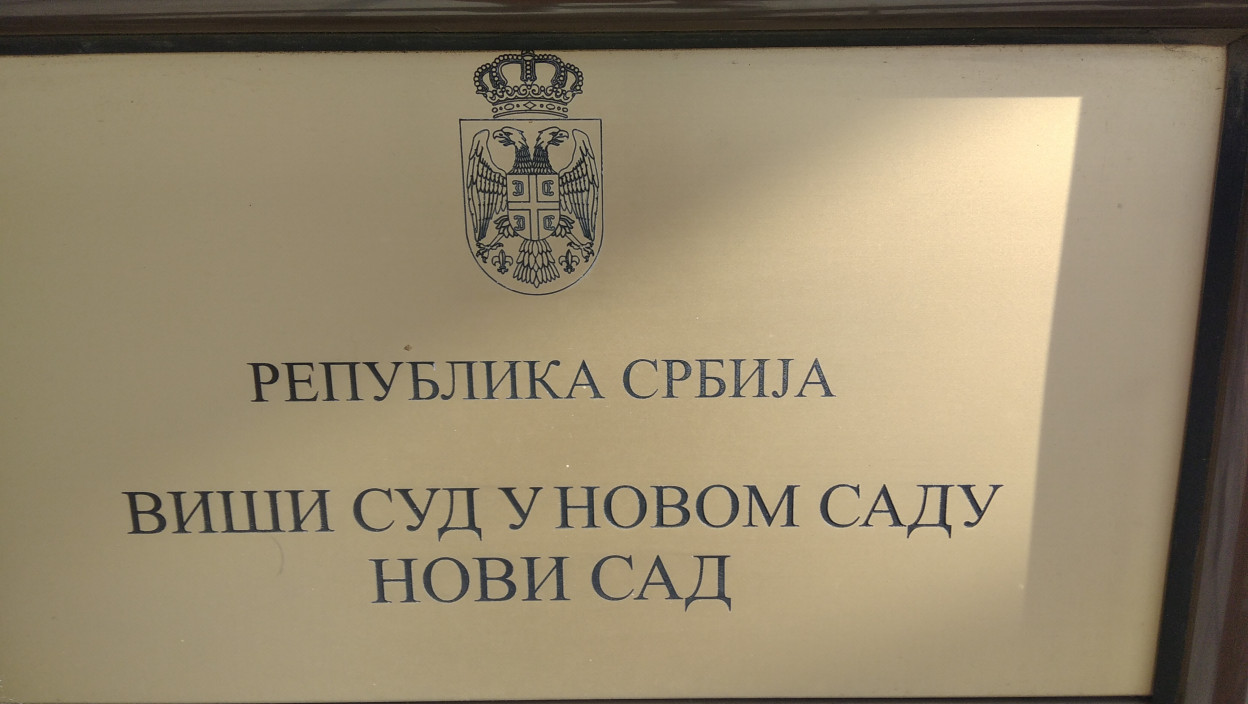 РЕПУБЛИКА СРБИЈА
ВИШИ СУД У НОВОМ САДУ
НОВИ САД